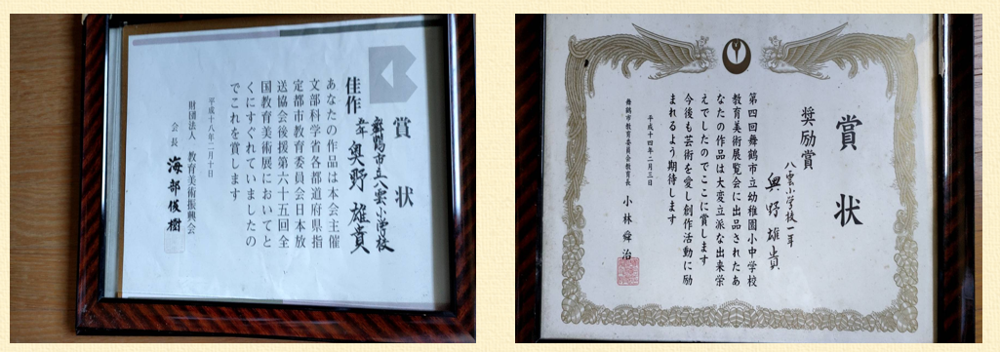 賞状
舞鶴市立八雲小学校
五年 奥野雄貴
佳作
あなたの作品は本会主催
文部科学省各都道府県指
定都市教育委員会日本放
送協会後援第六十五回全
国教育美術展においてと
くにすぐれていましたの
でこれを賞します
平成十八年二月十日
財団法人 教育美術振興会
会長 海部俊樹
賞状
奨励賞
八雲小学校一年
奥野雄貴
第四回舞鶴市立幼稚園小中学校
教育美術展覧会に出品されたあ
なたの作品は大変立派な出来栄
えでしたのでここに賞します
今後も芸術を愛し創作活動に励
まれるよう期待します
平成十四年二月三日
舞鶴市教育委員会教育長 小林舜治